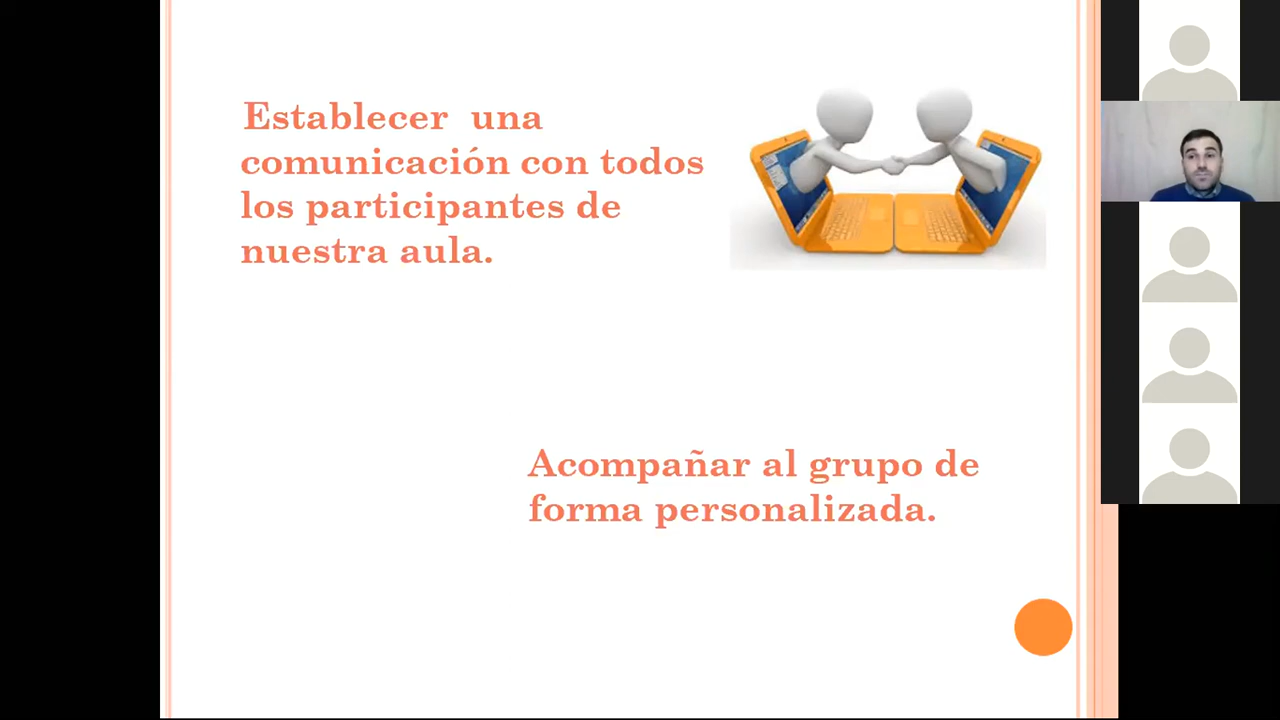 Establecer una
comunicación con todos
los participantes de
nuestra aula.
Acompañar al grupo de
forma personalizada.